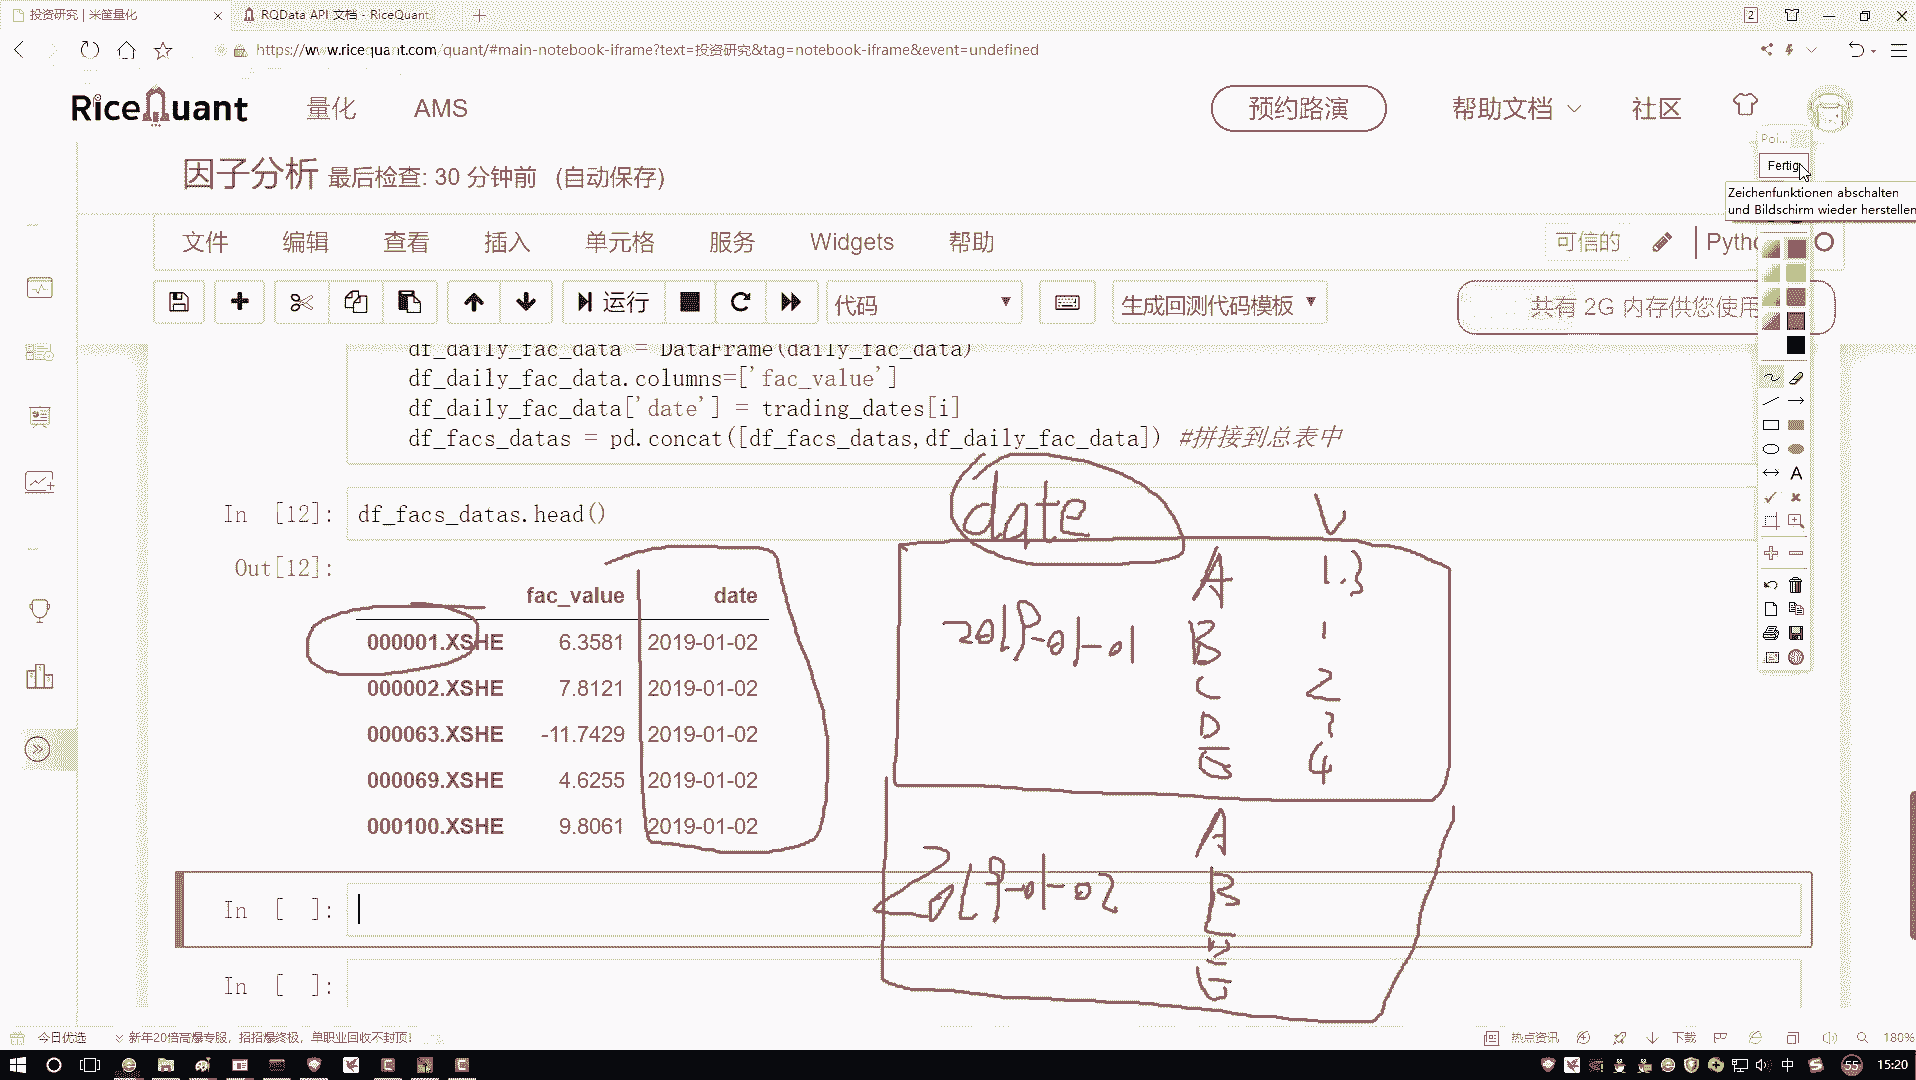 投资研究 | 米筐量化
RQData API 文档 - RiceQuant
2
https://www.ricequant.com/quant/#main-notebook-iframe?text=投资研究&tag=notebook-iframe&event=undefined
RiceQuant 量化 AMS 预约路演 帮助文档 社区
Poi...
Fertig
因子分析 最后检查: 30 分钟前 (自动保存)
Zeichenfunktionen abschalten
und Bildschirm wieder herstellen
文件 编辑 查看 插入 单元格 服务 Widgets 帮助 可信的
运行 代码 生成回测代码模板 共有 2G 内存供您使用
df_daily_fac_data = DataFrame(daily_fac_data)
df_daily_fac_data.columns=['fac_value']
df_daily_fac_data['date'] = trading_dates[i]
df_facs_datas = pd.concat([df_facs_datas,df_daily_fac_data]) #拼接到总表中
In [12]: df_facs_datas.head()
Out[12]:
fac_value date
000001.XSHE 6.3581 2019-01-02
000002.XSHE 7.8121 2019-01-02
000063.XSHE -11.7429 2019-01-02
000069.XSHE 4.6255 2019-01-02
000100.XSHE 9.8061 2019-01-02
date V
A 1.3
2019-01-01 B 1
C 2
D 3
4
A
2019-01-02 B
In [ ]:
In [ ]:
今日优选 新年20倍高爆专服，招招爆终极，单职业回收不封顶！ 热点资讯 下载 180%
中 55 15:20